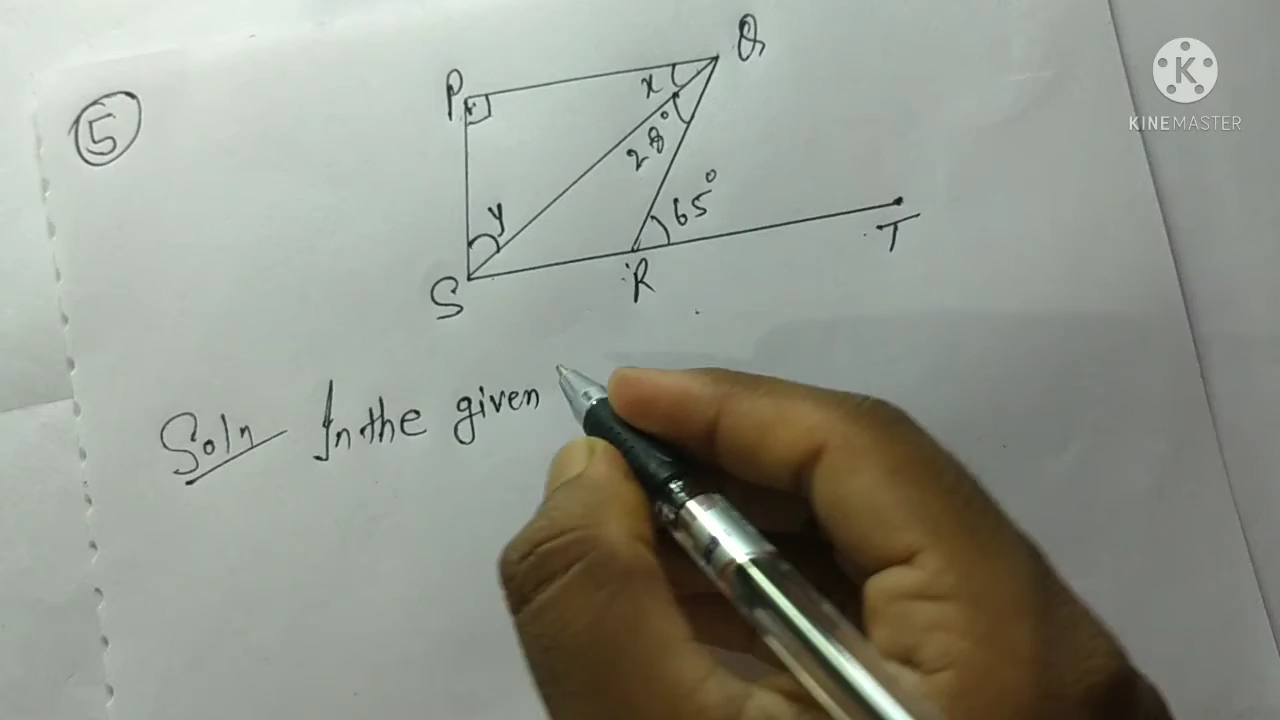 5
P
Q
x
28°
y
65°
S
R
T
Soln In the given
K
KINEMASTER